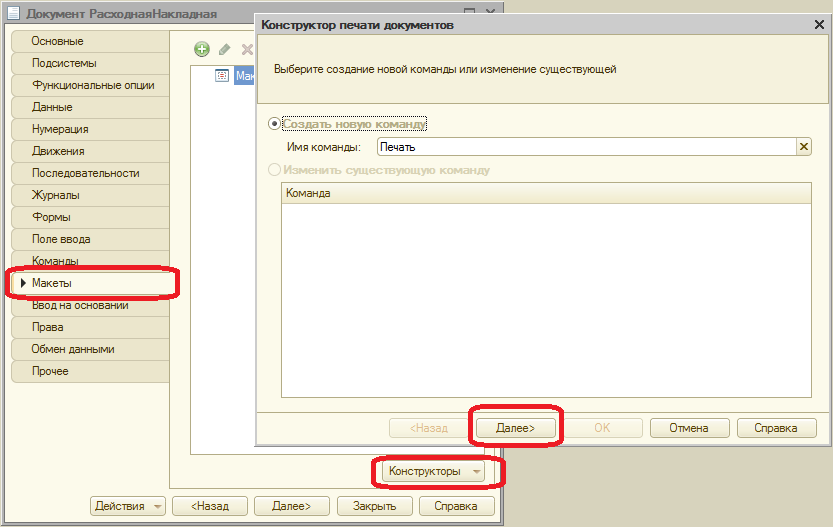 Документ РасходнаяНакладная
Основные
Подсистемы
Функциональные опции
Данные
Нумерация
Движения
Последовательности
Журналы
Формы
Поле ввода
Команды
Макеты
Ввод на основании
Права
Обмен данными
Прочее
Мак
Конструкторы
Действия
<Назад
Далее>
Закрыть
Справка
Конструктор печати документов
Выберите создание новой команды или изменение существующей
Создать новую команду
Имя команды:
Печать
Изменить существующую команду
Команда
<Назад
Далее>
OK
Отмена
Справка